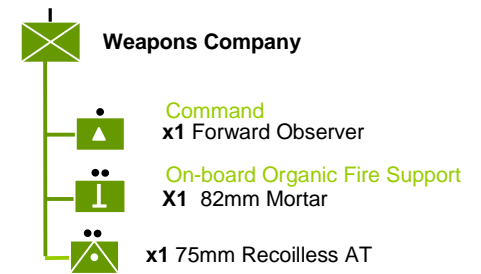 Weapons Company
Command
x1 Forward Observer
On-board Organic Fire Support
X1 82mm Mortar
x1 75mm Recoilless AT